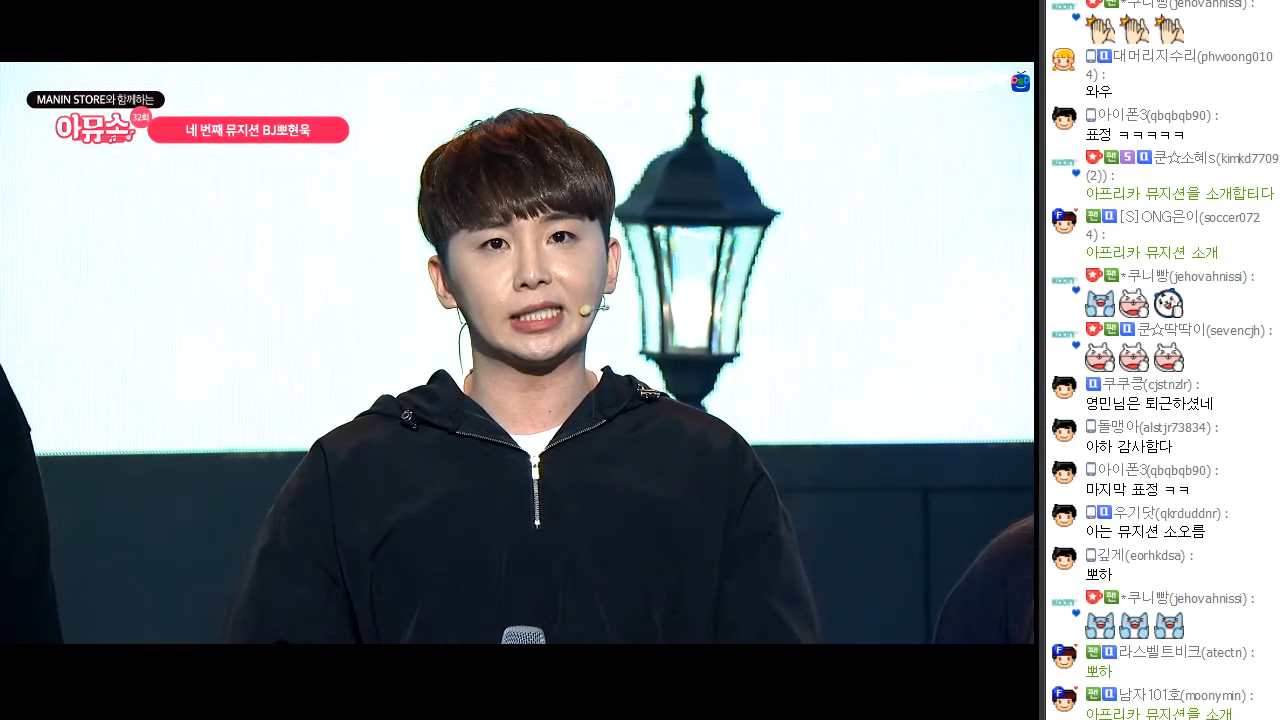 MANIN STORE와 함께하는
아뮤소
32회
네 번째 뮤지션 BJ뽀현욱
*쿠니빵(jehovahnissi) :
대머리지수리(phwoong010
4) :
와우
아이폰3(qbqbqb90) :
표정 ㅋㅋㅋㅋㅋ
쿤☆소혜s(kimkd7709
(2)) :
아프리카 뮤지션을 소개합티다
[S]ONG은이(soccer072
4) :
아프리카 뮤지션 소개
*쿠니빵(jehovahnissi) :
쿤☆딱딱이(sevencjh) :
쿠쿠쿵(cjstnzlr) :
영민님은 퇴근하셨네
돌맹아(alstjr73834) :
아하 감사함다
아이폰3(qbqbqb90) :
마지막 표정 ㅋㅋ
우기닷(qkrduddnr) :
아는 뮤지션 소오름
깊게(eorhkdsa) :
뽀하
*쿠니빵(jehovahnissi) :
라스벨트비크(atectn) :
뽀하
남자101호(moonymin) :
아프리카 뮤지션을 소개